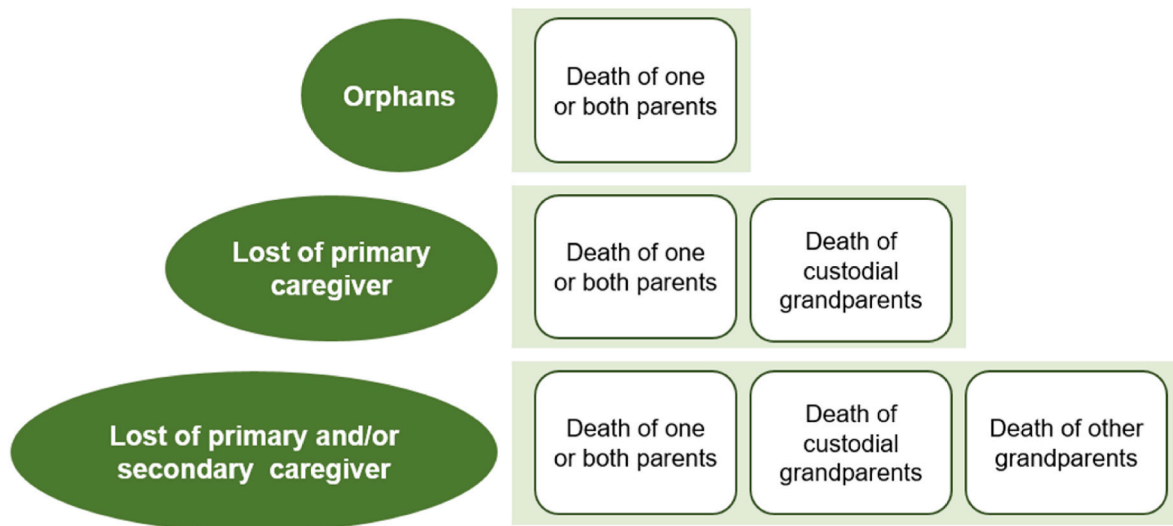 Orphans
Death of one
or both parents
Lost of primary
caregiver
Death of one
or both parents
Death of
custodial
grandparents
Lost of primary and/or
secondary caregiver
Death of one
or both parents
Death of
custodial
grandparents
Death of other
grandparents